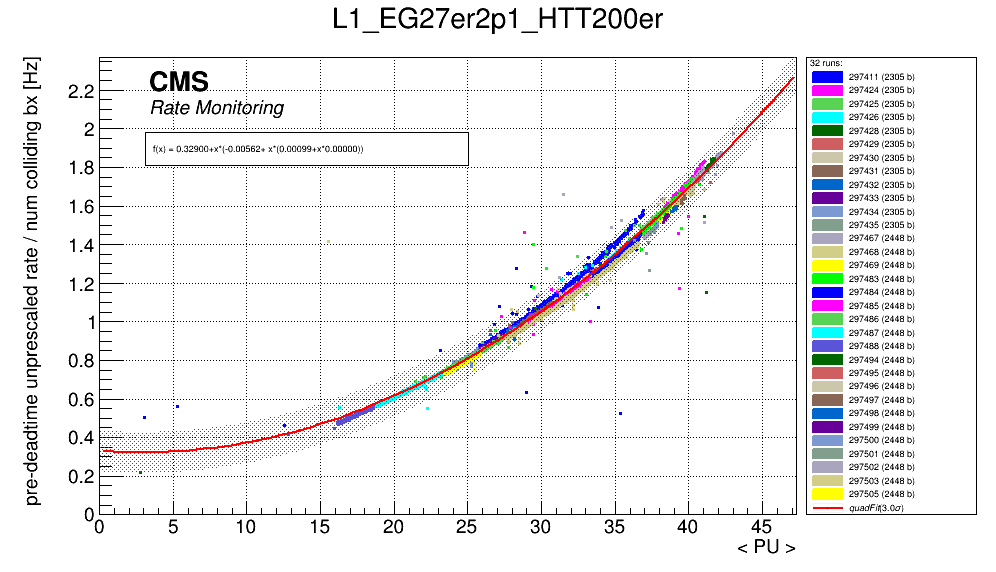 L1_EG27er2p1_HTT200er
pre-deadtime unprescaled rate / num colliding bx [Hz]
CMS
Rate Monitoring
f(x) = 0.32900+x*(-0.00562+ x*(0.00099+x*0.00000))
2.2
2
1.8
1.6
1.4
1.2
1
0.8
0.6
0.4
0.2
0
0 5 10 15 20 25 30 35 40 45
< PU >
32 runs:
297411 (2305 b)
297424 (2305 b)
297425 (2305 b)
297426 (2305 b)
297428 (2305 b)
297429 (2305 b)
297430 (2305 b)
297431 (2305 b)
297432 (2305 b)
297433 (2305 b)
297434 (2305 b)
297435 (2305 b)
297467 (2448 b)
297468 (2448 b)
297469 (2448 b)
297483 (2448 b)
297484 (2448 b)
297485 (2448 b)
297486 (2448 b)
297487 (2448 b)
297488 (2448 b)
297494 (2448 b)
297495 (2448 b)
297496 (2448 b)
297497 (2448 b)
297498 (2448 b)
297499 (2448 b)
297500 (2448 b)
297501 (2448 b)
297502 (2448 b)
297503 (2448 b)
297505 (2448 b)
quadFit(3.0σ)